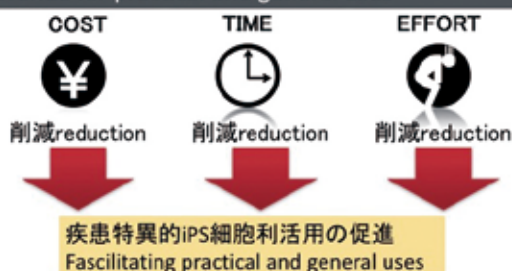 COST TIME EFFORT
¥
削減reduction 削減reduction 削減reduction
疾患特異的iPS細胞利活用の促進
Fascilitating practical and general uses